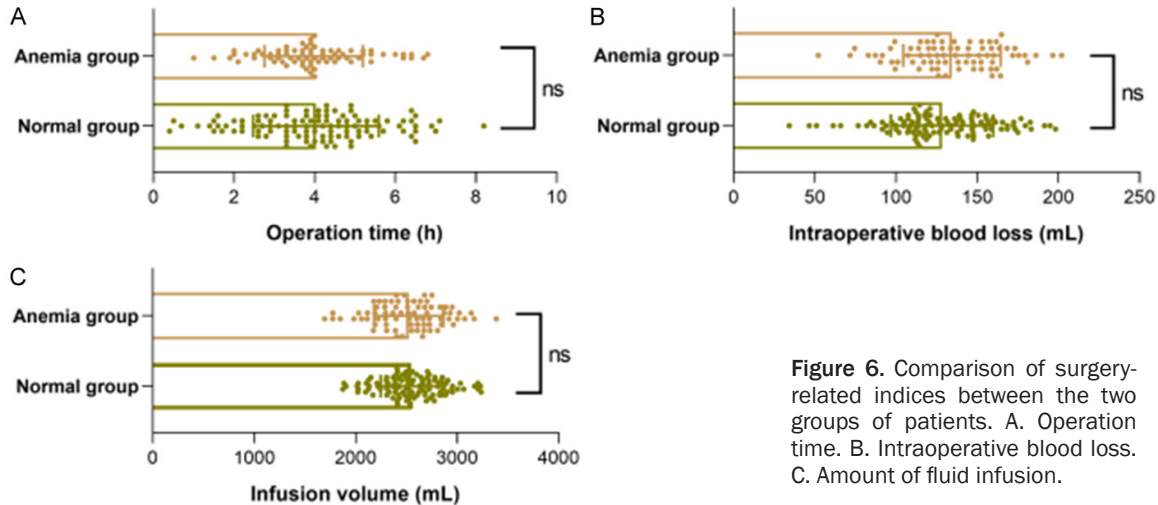 A
Anemia group
Normal group
ns
0 2 4 6 8 10
Operation time (h)
B
Anemia group
Normal group
ns
0 50 100 150 200 250
Intraoperative blood loss (mL)
C
Anemia group
Normal group
ns
0 1000 2000 3000 4000
Infusion volume (mL)
Figure 6. Comparison of surgery-
related indices between the two
groups of patients. A. Operation
time. B. Intraoperative blood loss.
C. Amount of fluid infusion.